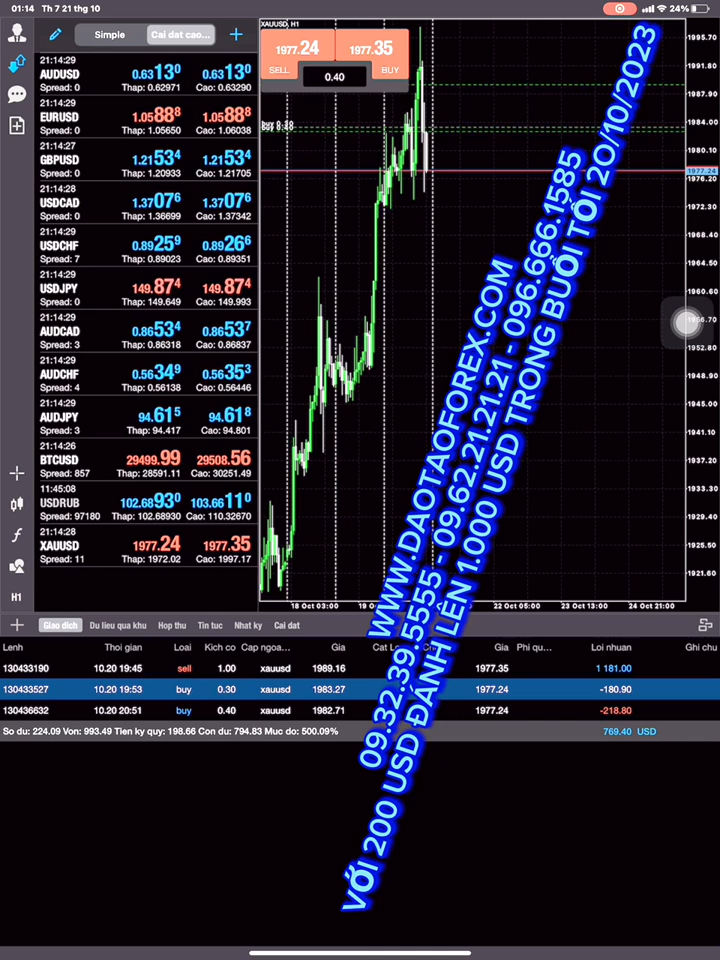 01:14 Th 7 21 thg 10
24%
Simple
Cai dat cao...
XAUUSD, H1
1977.24 1977.35
SELL 0.40 BUY
21:14:29
AUDUSD 0.63130 0.63130
Spread: 0 Thap: 0.62971 Cao: 0.63290
21:14:29
EURUSD 1.05888 1.05888
Spread: 0 Thap: 1.05650 Cao: 1.06038
21:14:27
GBPUSD 1.21534 1.21534
Spread: 0 Thap: 1.20933 Cao: 1.21705
21:14:28
USDCAD 1.37076 1.37076
Spread: 0 Thap: 1.36699 Cao: 1.37342
21:14:29
USDCHF 0.89259 0.89266
Spread: 7 Thap: 0.89023 Cao: 0.89351
21:14:29
USDJPY 149.874 149.874
Spread: 0 Thap: 149.649 Cao: 149.993
21:14:29
AUDCAD 0.86534 0.86537
Spread: 3 Thap: 0.86318 Cao: 0.86837
21:14:29
AUDCHF 0.56349 0.56353
Spread: 4 Thap: 0.56138 Cao: 0.56446
21:14:29
AUDJPY 94.615 94.618
Spread: 3 Thap: 94.417 Cao: 94.801
21:14:26
BTCUSD 29499.99 29508.56
Spread: 857 Thap: 28591.11 Cao: 30251.49
11:45:08
USDRUB 102.68930 103.66110
Spread: 97180 Thap: 102.68930 Cao: 110.32670
21:14:28
XAUUSD 1977.24 1977.35
Spread: 11 Thap: 1972.02 Cao: 1997.17
H1
1995.70
1991.80
1987.90
1984.00
1980.10
1977.24
1976.20
1972.30
1968.40
1964.50
1960.60
1956.70
1952.80
1948.90
1945.00
1941.10
1937.20
1933.30
1929.40
1925.50
1921.60
18 Oct 03:00 19 O 22 Oct 05:00 23 Oct 13:00 24 Oct 21:00
WWW.DAOTAOFOREX.COM
09.32.39.5555 - 09.62.21.21.21 - 096.666.1585
VỚI 200 USD ĐÁNH LÊN 1.000 USD TRONG BUỔI TỐI 2O/10/2023
Giao dich Du lieu qua khu Hop thu Tin tuc Nhat ky Cai dat
Lenh Thoi gian Loai Kich co Cap ngoa... Gia Cat Lo Gia Phi qu... Loi nhuan Ghi chu
130433190 10.20 19:45 sell 1.00 xauusd 1989.16 1977.35 1 181.00
130433527 10.20 19:53 buy 0.30 xauusd 1983.27 1977.24 -180.90
130436632 10.20 20:51 buy 0.40 xauusd 1982.71 1977.24 -218.80
So du: 224.09 Von: 993.49 Tien ky quy: 198.66 Con du: 794.83 Muc do: 500.09% 769.40 USD